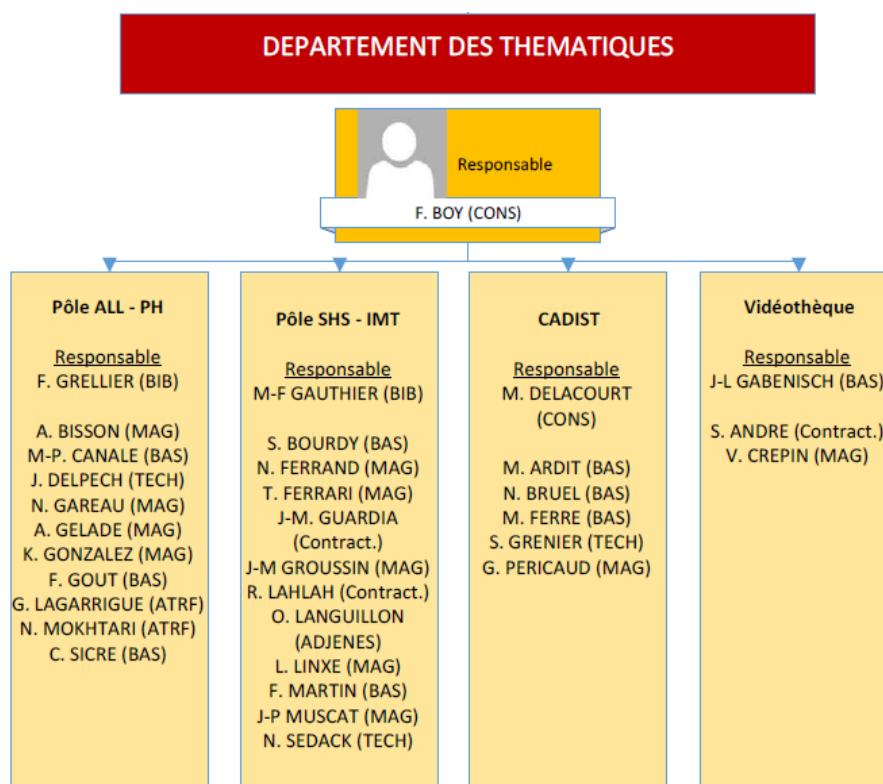 DEPARTEMENT DES THEMATIQUES
Responsable
F. BOY (CONS)
Pôle ALL - PH
Responsable
F. GRELLIER (BIB)
A. BISSON (MAG)
M-P. CANALE (BAS)
J. DELPECH (TECH)
N. GAREAU (MAG)
A. GELADE (MAG)
K. GONZALEZ (MAG)
F. GOUT (BAS)
G. LAGARRIGUE (ATRF)
N. MOKHTARI (ATRF)
C. SICRE (BAS)
Pôle SHS - IMT
Responsable
M-F GAUTHIER (BIB)
S. BOURDY (BAS)
N. FERRAND (MAG)
T. FERRARI (MAG)
J-M. GUARDIA
(Contract.)
J-M GROUSSIN (MAG)
R. LAHLAH (Contract.)
O. LANGUILLON
(ADJENES)
L. LINXE (MAG)
F. MARTIN (BAS)
J-P MUSCAT (MAG)
N. SEDACK (TECH)
CADIST
Responsable
M. DELACOURT
(CONS)
M. ARDIT (BAS)
N. BRUEL (BAS)
M. FERRE (BAS)
S. GRENIER (TECH)
G. PERICAUD (MAG)
Vidéothèque
Responsable
J-L GABENISCH (BAS)
S. ANDRE (Contract.)
V. CREPIN (MAG)